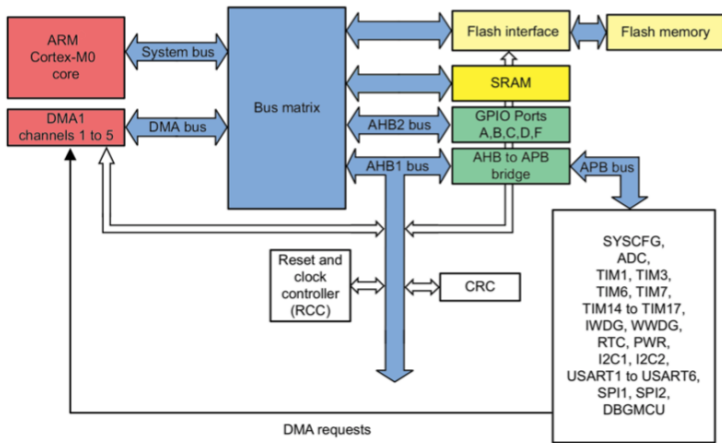 ARM
Cortex-M0
core
System bus
Bus matrix
Flash interface
Flash memory
SRAM
DMA1
channels 1 to 5
DMA bus
AHB2 bus
GPIO Ports
A,B,C,D,F
AHB1 bus
AHB to APB
bridge
APB bus
Reset and
clock
controller
(RCC)
CRC
SYSCFG,
ADC,
TIM1, TIM3,
TIM6, TIM7,
TIM14 to TIM17,
IWDG, WWDG,
RTC, PWR,
I2C1, I2C2,
USART1 to USART6,
SPI1, SPI2,
DBGMCU
DMA requests